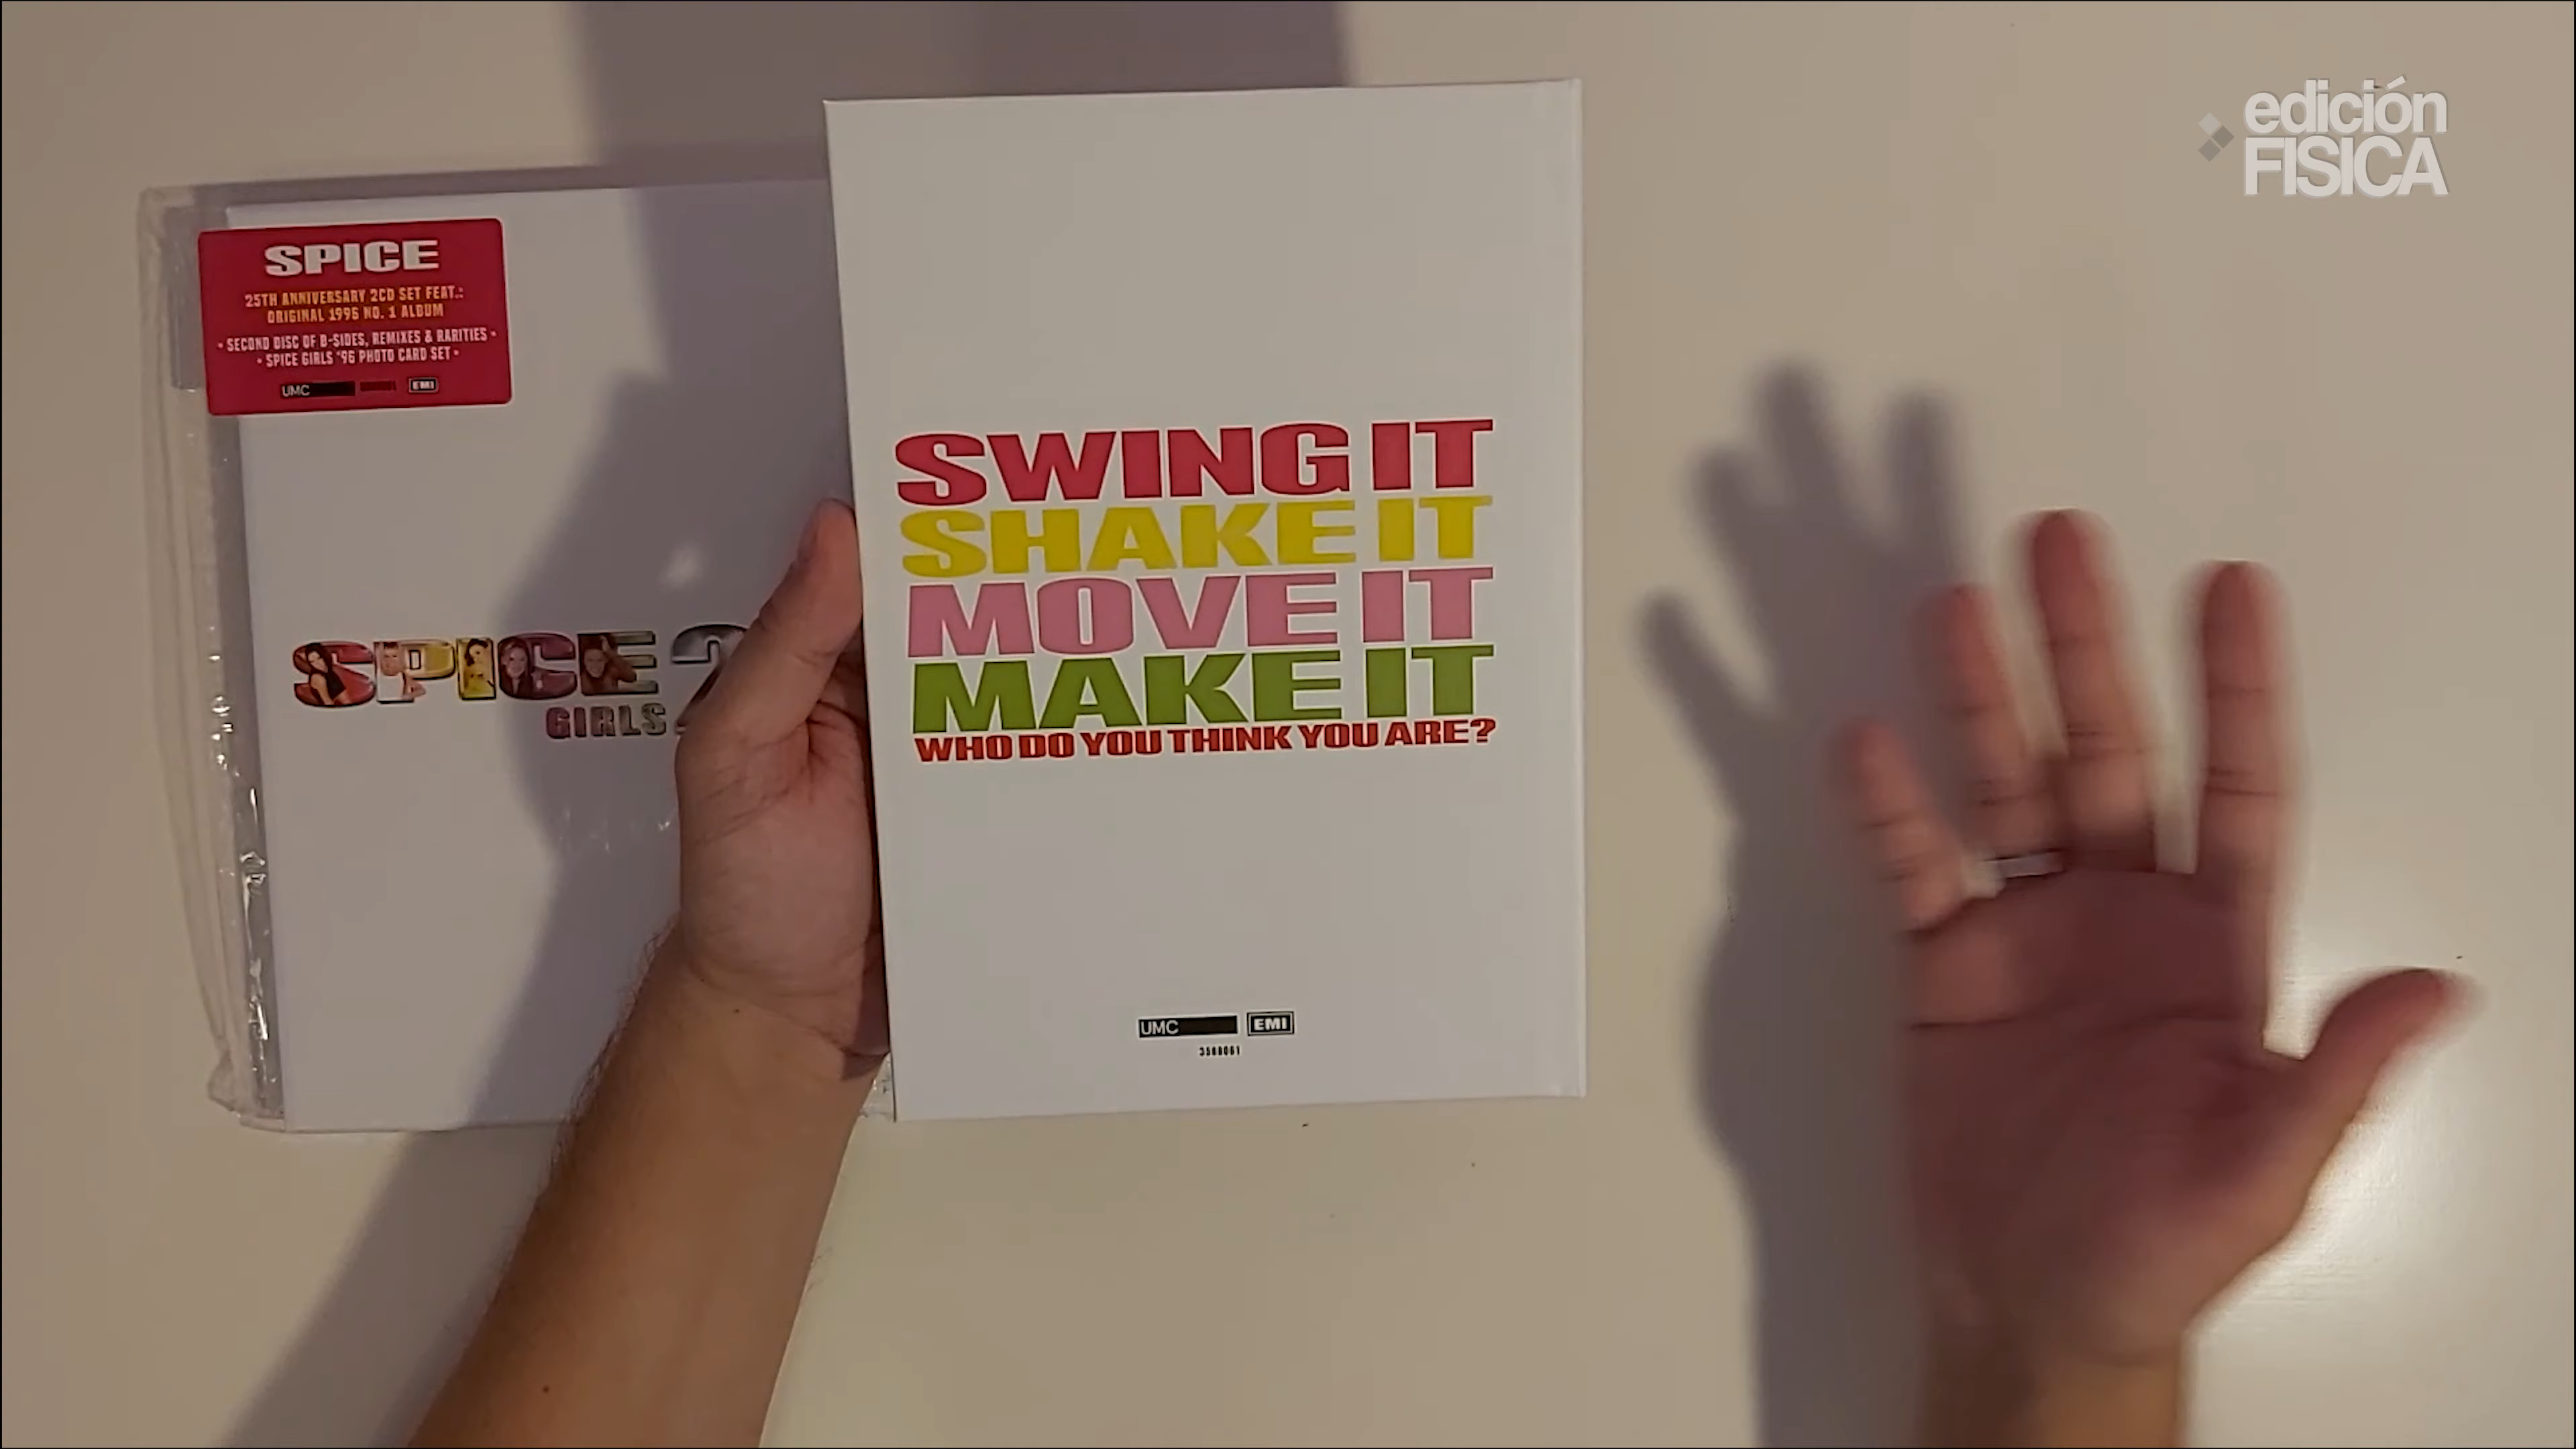 edición
FISICA
SPICE
25TH ANNIVERSARY 2CD SET FEAT.:
ORIGINAL 1996 NO. 1 ALBUM
• SECOND DISC OF B-SIDES, REMIXES & RARITIES •
• SPICE GIRLS '96 PHOTO CARD SET •
UMC EMI
SPICE 2
GIRLS
SWING IT
SHAKE IT
MOVE IT
MAKE IT
WHO DO YOU THINK YOU ARE?
UMC EMI
3588061